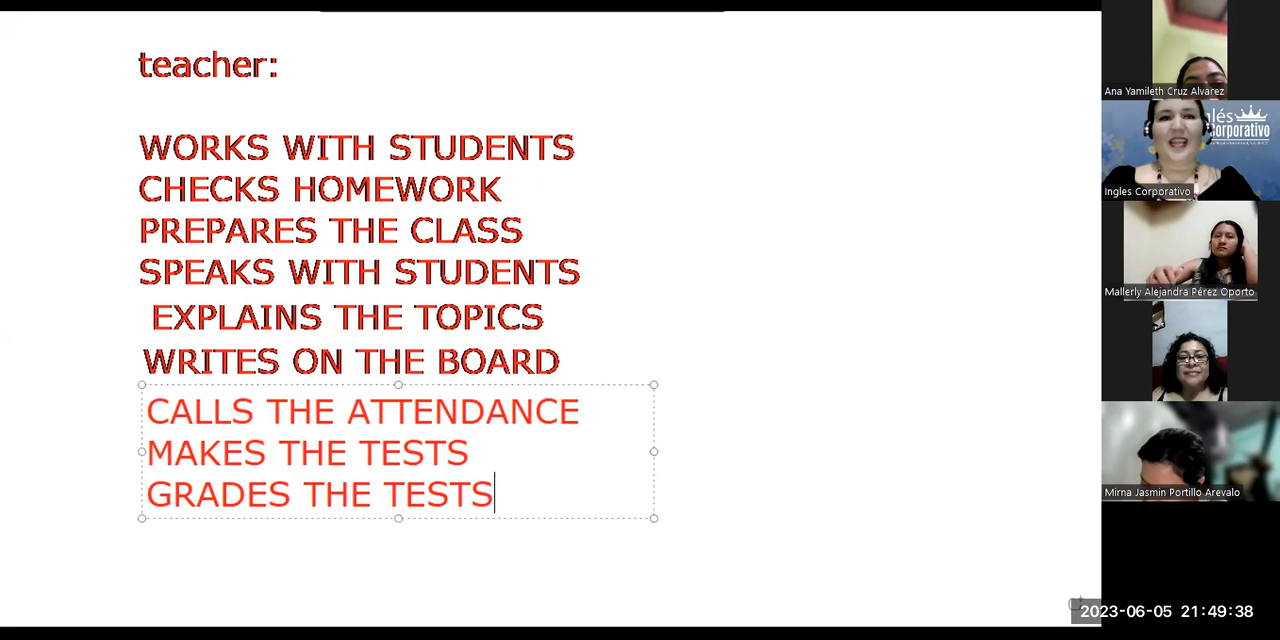 teacher:
WORKS WITH STUDENTS
CHECKS HOMEWORK
PREPARES THE CLASS
SPEAKS WITH STUDENTS
EXPLAINS THE TOPICS
WRITES ON THE BOARD
CALLS THE ATTENDANCE
MAKES THE TESTS
GRADES THE TESTS
Ana Yamileth Cruz Alvarez
glés
Corporativo
Ingles Corporativo
Mallerly Alejandra Pérez Oporto
Mirna Jasmin Portillo Arevalo
2023-06-05 21:49:38